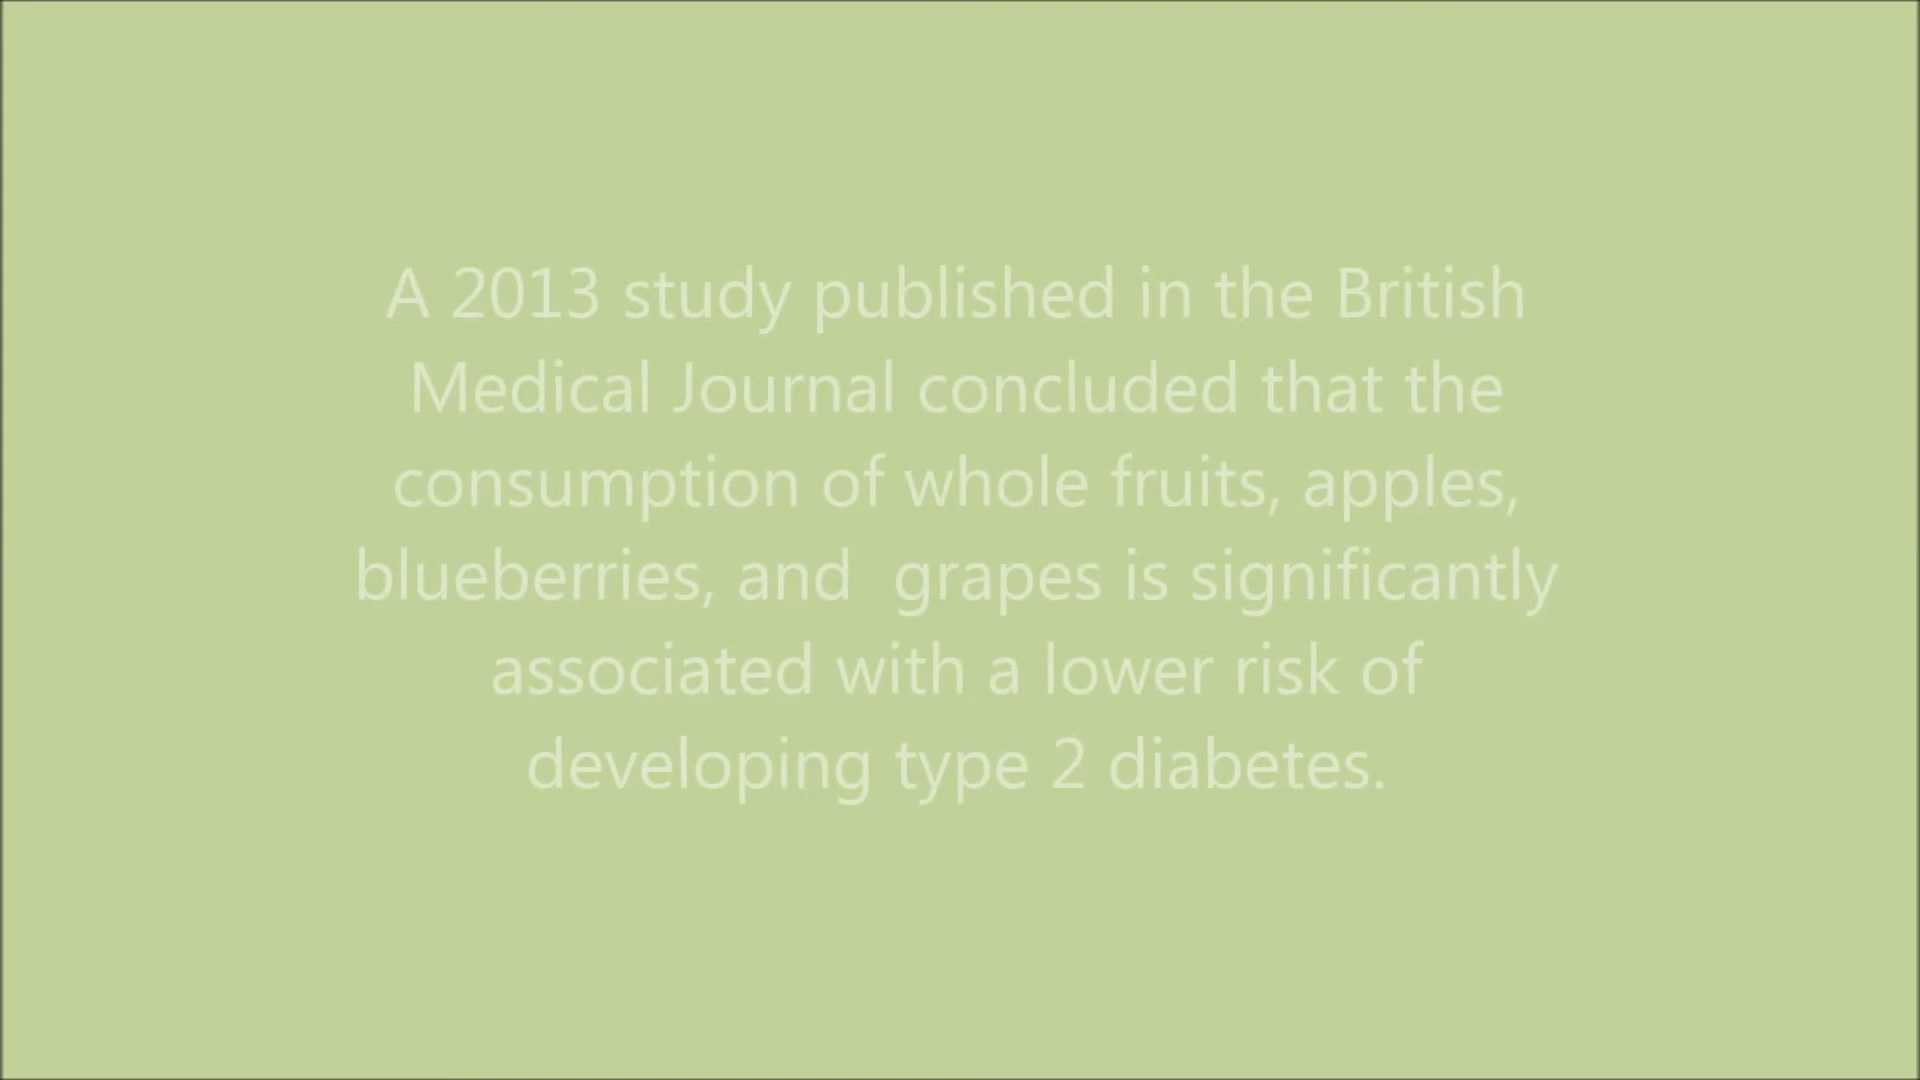 A 2013 study published in the British
Medical Journal concluded that the
consumption of whole fruits, apples,
blueberries, and  grapes is significantly
associated with a lower risk of
developing type 2 diabetes.